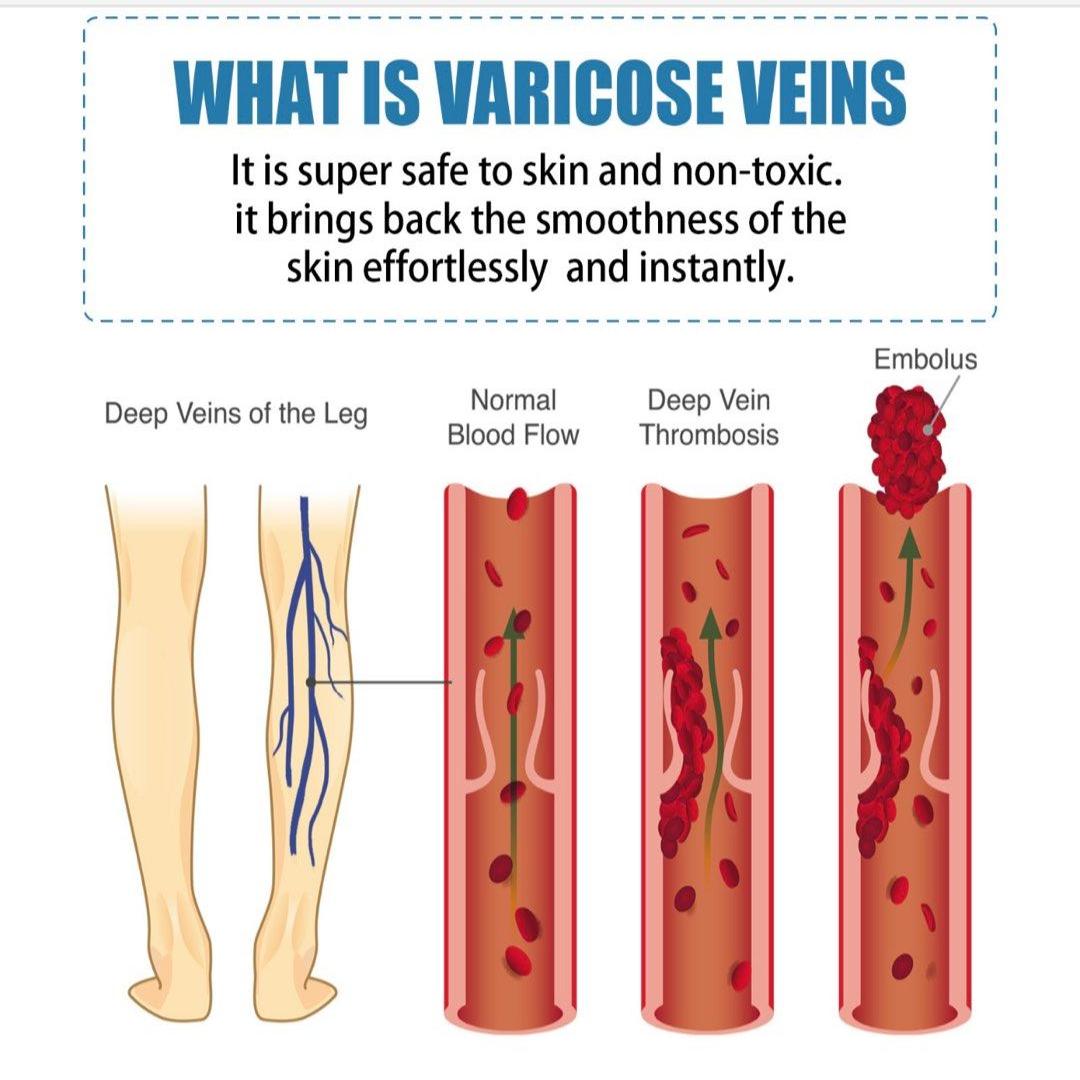 WHAT IS VARICOSE VEINS
It is super safe to skin and non-toxic.
it brings back the smoothness of the
skin effortlessly and instantly.
Embolus
Deep Veins of the Leg
Normal
Blood Flow
Deep Vein
Thrombosis